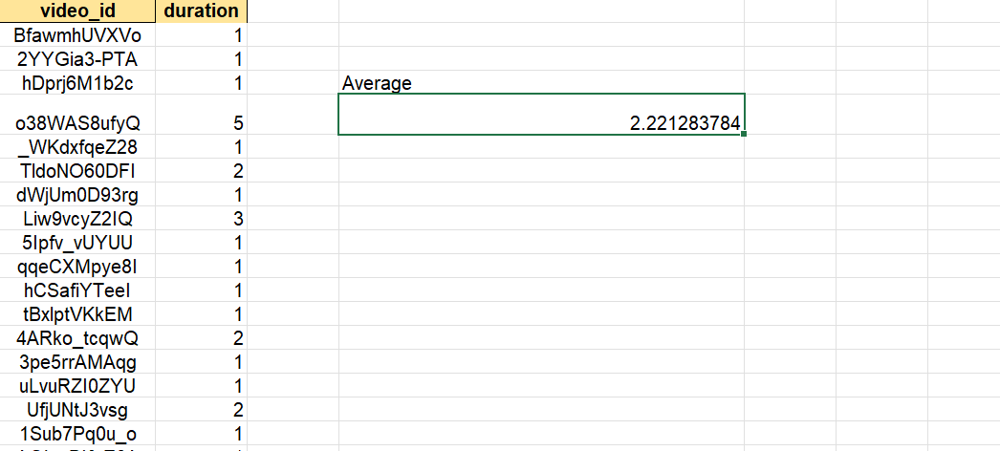 video_id duration
BfawmhUVXVo 1
2YYGia3-PTA 1
hDprj6M1b2c 1 Average
o38WAS8ufyQ 5 2.221283784
_WKdxfqeZ28 1
TldoNO60DFI 2
dWjUm0D93rg 1
Liw9vcyZ2IQ 3
5Ipfv_vUYUU 1
qqeCXMpye8I 1
hCSafiYTeeI 1
tBxlptVKkEM 1
4ARko_tcqwQ 2
3pe5rrAMAqg 1
uLvuRZI0ZYU 1
UfjUNtJ3vsg 2
1Sub7Pq0u_o 1